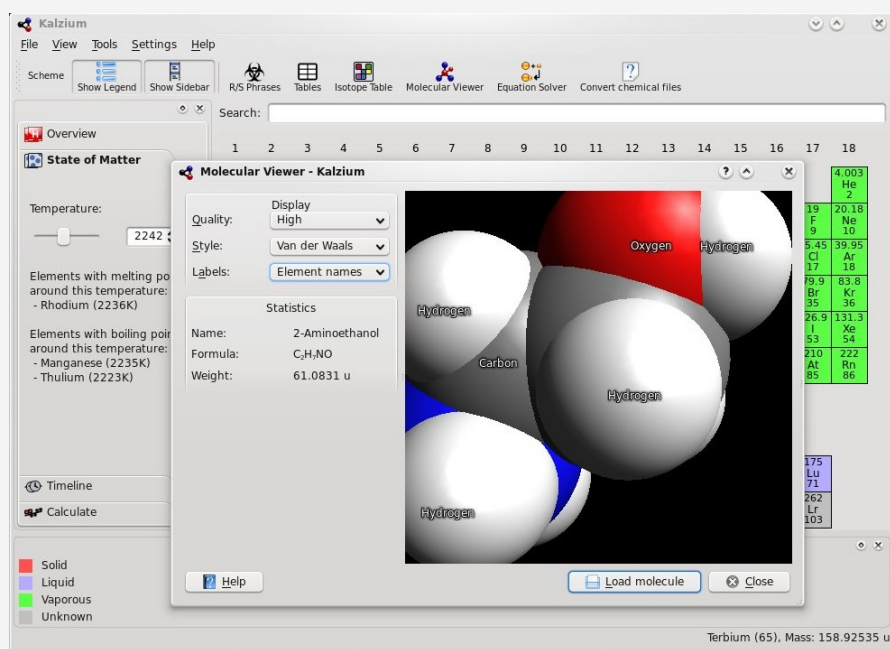 Kalzium
File View Tools Settings Help
Scheme Show Legend Show Sidebar R/S Phrases Tables Isotope Table Molecular Viewer Equation Solver Convert chemical files
Search:
Overview
State of Matter
Temperature:
2242
Elements with melting po
around this temperature:
- Rhodium (2236K)
Elements with boiling poin
around this temperature:
- Manganese (2235K)
- Thulium (2223K)
Timeline
Calculate
1 2 3 4 5 6 7 8 9 10 11 12 13 14 15 16 17 18
4.003
He
2
19 20.18
F Ne
9 10
5.45 39.95
Cl Ar
17 18
79.9 83.8
Br Kr
35 36
26.9 131.3
I Xe
53 54
210 222
At Rn
85 86
175
Lu
71
262
Lr
103
Molecular Viewer - Kalzium
Display
Quality: High
Style: Van der Waals
Labels: Element names
Statistics
Name: 2-Aminoethanol
Formula: C₂H₇NO
Weight: 61.0831 u
Oxygen Hydrogen
Hydrogen
Carbon
Hydrogen
Hydrogen
Help Load molecule Close
Solid
Liquid
Vaporous
Unknown
Terbium (65), Mass: 158.92535 u